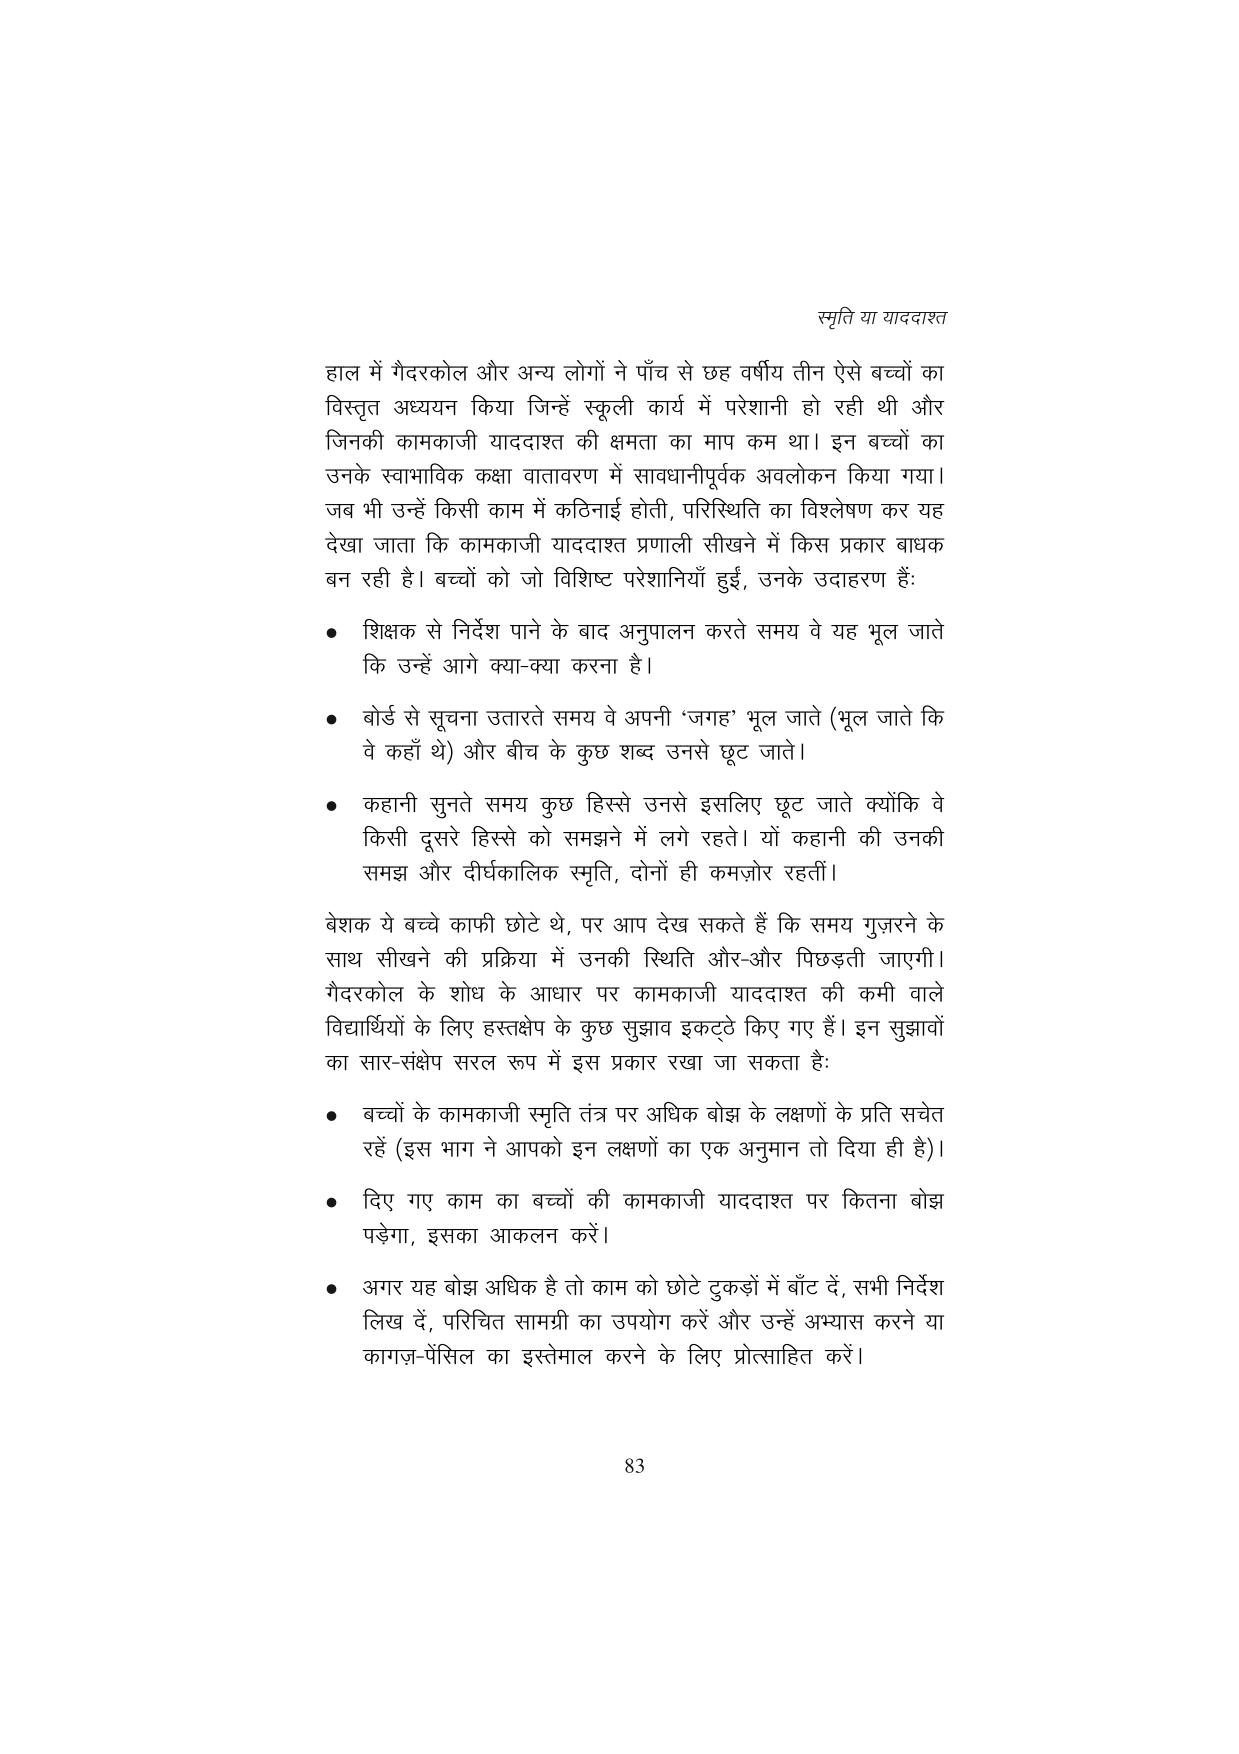 स्मृति या याददाश्त
हाल में गैदरकोल और अन्य लोगों ने पाँच से छह वर्षीय तीन ऐसे बच्चों का
विस्तृत अध्ययन किया जिन्हें स्कूली कार्य में परेशानी हो रही थी और
जिनकी कामकाजी याददाश्त की क्षमता का माप कम था। इन बच्चों का
उनके स्वाभाविक कक्षा वातावरण में सावधानीपूर्वक अवलोकन किया गया।
जब भी उन्हें किसी काम में कठिनाई होती, परिस्थिति का विश्लेषण कर यह
देखा जाता कि कामकाजी याददाश्त प्रणाली सीखने में किस प्रकार बाधक
बन रही है। बच्चों को जो विशिष्ट परेशानियाँ हुईं, उनके उदाहरण हैंः
● शिक्षक से निर्देश पाने के बाद अनुपालन करते समय वे यह भूल जाते
कि उन्हें आगे क्या-क्या करना है।
● बोर्ड से सूचना उतारते समय वे अपनी ‘जगह’ भूल जाते (भूल जाते कि
वे कहाँ थे) और बीच के कुछ शब्द उनसे छूट जाते।
● कहानी सुनते समय कुछ हिस्से उनसे इसलिए छूट जाते क्योंकि वे
किसी दूसरे हिस्से को समझने में लगे रहते। यों कहानी की उनकी
समझ और दीर्घकालिक स्मृति, दोनों ही कमज़ोर रहतीं।
बेशक ये बच्चे काफी छोटे थे, पर आप देख सकते हैं कि समय गुज़रने के
साथ सीखने की प्रक्रिया में उनकी स्थिति और-और पिछड़ती जाएगी।
गैदरकोल के शोध के आधार पर कामकाजी याददाश्त की कमी वाले
विद्यार्थियों के लिए हस्तक्षेप के कुछ सुझाव इकट्ठे किए गए हैं। इन सुझावों
का सार-संक्षेप सरल रूप में इस प्रकार रखा जा सकता हैः
● बच्चों के कामकाजी स्मृति तंत्र पर अधिक बोझ के लक्षणों के प्रति सचेत
रहें (इस भाग ने आपको इन लक्षणों का एक अनुमान तो दिया ही है)।
● दिए गए काम का बच्चों की कामकाजी याददाश्त पर कितना बोझ
पड़ेगा, इसका आकलन करें।
● अगर यह बोझ अधिक है तो काम को छोटे टुकड़ों में बाँट दें, सभी निर्देश
लिख दें, परिचित सामग्री का उपयोग करें और उन्हें अभ्यास करने या
कागज़-पेंसिल का इस्तेमाल करने के लिए प्रोत्साहित करें।
83